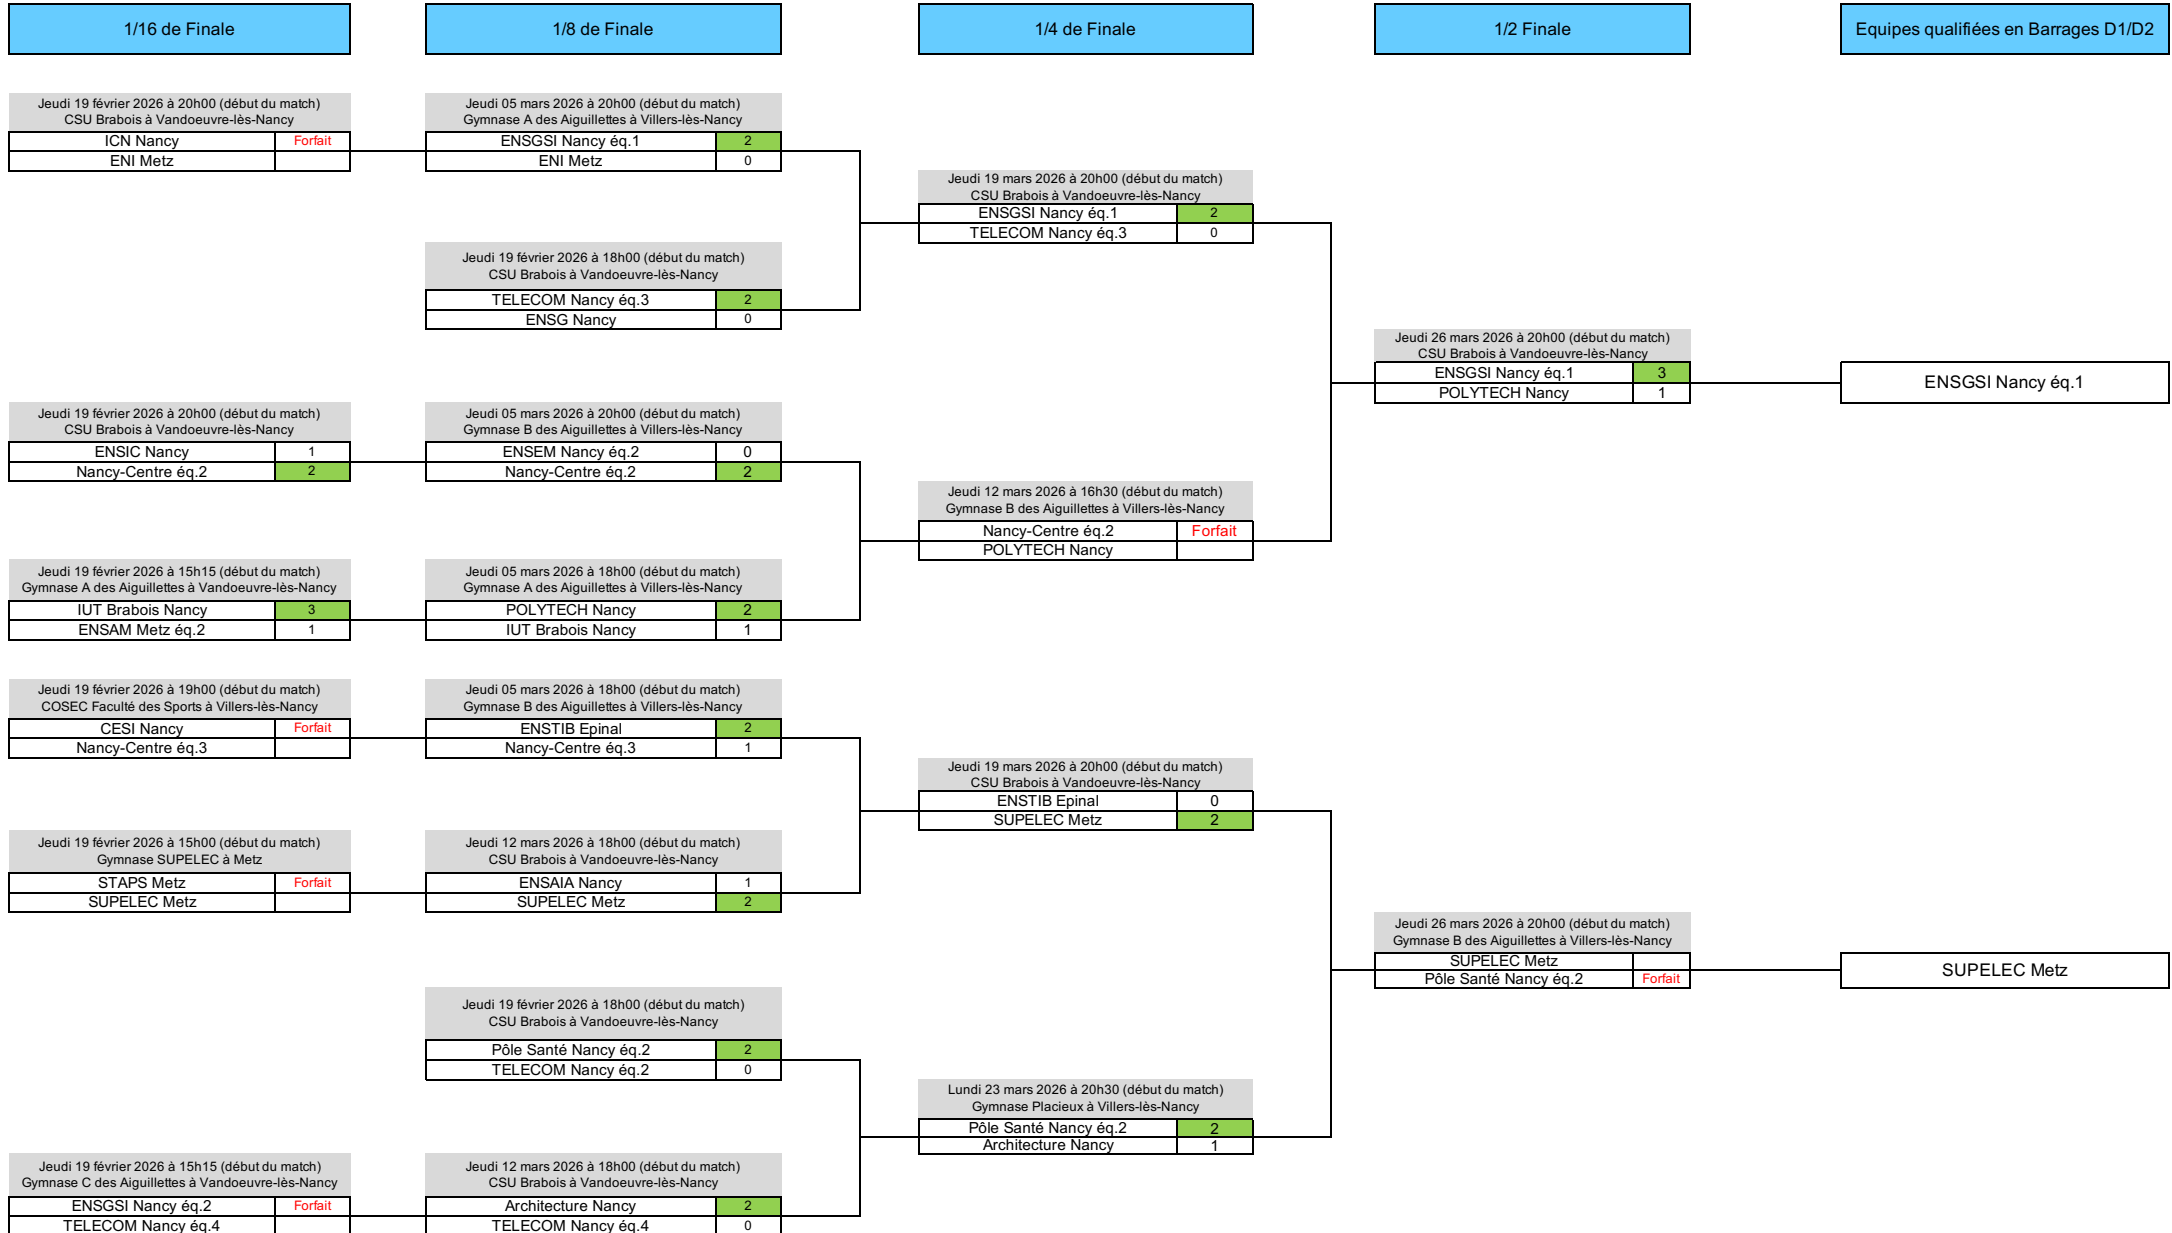 1/16 de Finale
1/8 de Finale
1/4 de Finale
1/2 Finale
Equipes qualifiées en Barrages D1/D2
Jeudi 19 février 2026 à 20h00 (début du match)
CSU Brabois à Vandoeuvre-lès-Nancy
ICN Nancy Forfait
ENI Metz
Jeudi 05 mars 2026 à 20h00 (début du match)
Gymnase A des Aiguillettes à Villers-lès-Nancy
ENSGSI Nancy éq.1 2
ENI Metz 0
Jeudi 19 mars 2026 à 20h00 (début du match)
CSU Brabois à Vandoeuvre-lès-Nancy
ENSGSI Nancy éq.1 2
TELECOM Nancy éq.3 0
Jeudi 19 février 2026 à 18h00 (début du match)
CSU Brabois à Vandoeuvre-lès-Nancy
TELECOM Nancy éq.3 2
ENSG Nancy 0
Jeudi 26 mars 2026 à 20h00 (début du match)
CSU Brabois à Vandoeuvre-lès-Nancy
ENSGSI Nancy éq.1 3
POLYTECH Nancy 1
ENSGSI Nancy éq.1
Jeudi 19 février 2026 à 20h00 (début du match)
CSU Brabois à Vandoeuvre-lès-Nancy
ENSIC Nancy 1
Nancy-Centre éq.2 2
Jeudi 05 mars 2026 à 20h00 (début du match)
Gymnase B des Aiguillettes à Villers-lès-Nancy
ENSEM Nancy éq.2 0
Nancy-Centre éq.2 2
Jeudi 12 mars 2026 à 16h30 (début du match)
Gymnase B des Aiguillettes à Villers-lès-Nancy
Nancy-Centre éq.2 Forfait
POLYTECH Nancy
Jeudi 19 février 2026 à 15h15 (début du match)
Gymnase A des Aiguillettes à Vandoeuvre-lès-Nancy
IUT Brabois Nancy 3
ENSAM Metz éq.2 1
Jeudi 05 mars 2026 à 18h00 (début du match)
Gymnase A des Aiguillettes à Villers-lès-Nancy
POLYTECH Nancy 2
IUT Brabois Nancy 1
Jeudi 19 février 2026 à 19h00 (début du match)
COSEC Faculté des Sports à Villers-lès-Nancy
CESI Nancy Forfait
Nancy-Centre éq.3
Jeudi 05 mars 2026 à 18h00 (début du match)
Gymnase B des Aiguillettes à Villers-lès-Nancy
ENSTIB Epinal 2
Nancy-Centre éq.3 1
Jeudi 19 mars 2026 à 20h00 (début du match)
CSU Brabois à Vandoeuvre-lès-Nancy
ENSTIB Epinal 0
SUPELEC Metz 2
Jeudi 19 février 2026 à 15h00 (début du match)
Gymnase SUPELEC à Metz
STAPS Metz Forfait
SUPELEC Metz
Jeudi 12 mars 2026 à 18h00 (début du match)
CSU Brabois à Vandoeuvre-lès-Nancy
ENSAIA Nancy 1
SUPELEC Metz 2
Jeudi 26 mars 2026 à 20h00 (début du match)
Gymnase B des Aiguillettes à Villers-lès-Nancy
SUPELEC Metz
Pôle Santé Nancy éq.2 Forfait
SUPELEC Metz
Jeudi 19 février 2026 à 18h00 (début du match)
CSU Brabois à Vandoeuvre-lès-Nancy
Pôle Santé Nancy éq.2 2
TELECOM Nancy éq.2 0
Lundi 23 mars 2026 à 20h30 (début du match)
Gymnase Placieux à Villers-lès-Nancy
Pôle Santé Nancy éq.2 2
Architecture Nancy 1
Jeudi 19 février 2026 à 15h15 (début du match)
Gymnase C des Aiguillettes à Vandoeuvre-lès-Nancy
ENSGSI Nancy éq.2 Forfait
TELECOM Nancy éq.4
Jeudi 12 mars 2026 à 18h00 (début du match)
CSU Brabois à Vandoeuvre-lès-Nancy
Architecture Nancy 2
TELECOM Nancy éq.4 0